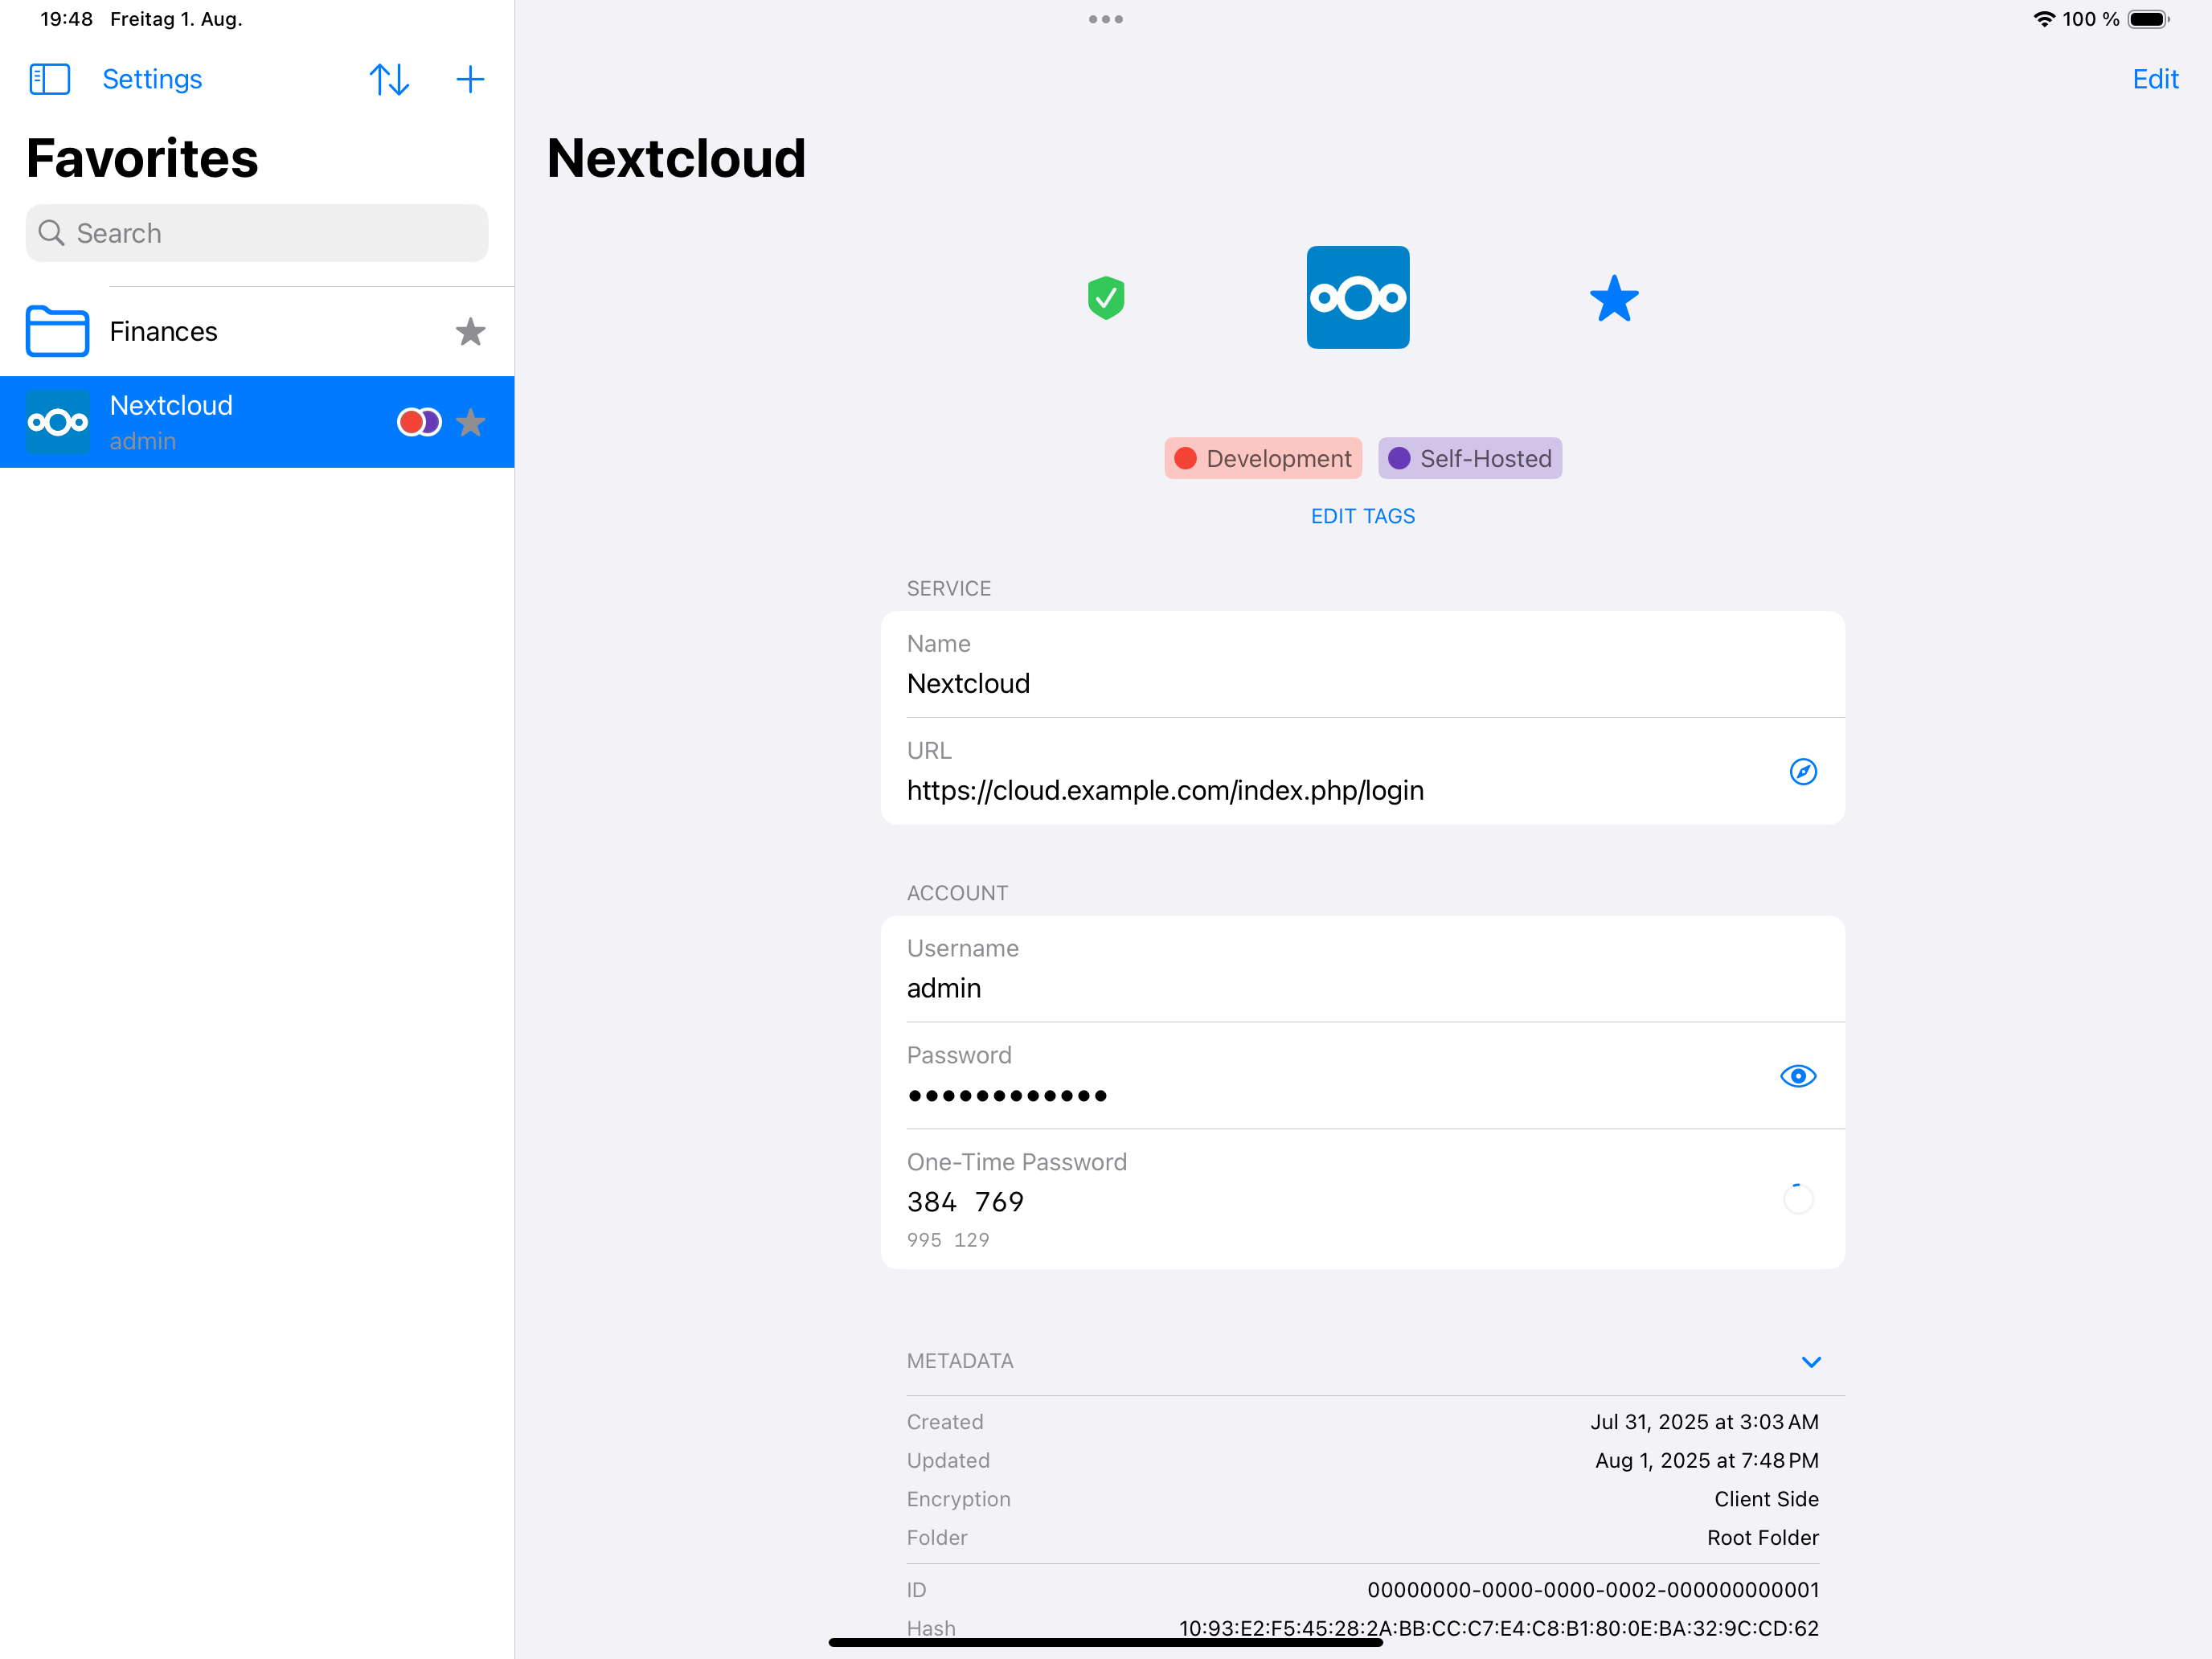 19:48 Freitag 1. Aug.
100 %
Settings
Edit
Favorites
Search
Finances
Nextcloud
admin
Nextcloud
Development
Self-Hosted
EDIT TAGS
SERVICE
Name
Nextcloud
URL
https://cloud.example.com/index.php/login
ACCOUNT
Username
admin
Password
••••••••••••
One-Time Password
384 769
995 129
METADATA
Created Jul 31, 2025 at 3:03 AM
Updated Aug 1, 2025 at 7:48 PM
Encryption Client Side
Folder Root Folder
ID 00000000-0000-0000-0002-000000000001
Hash 10:93:E2:F5:45:28:2A:BB:CC:C7:E4:C8:B1:80:0E:BA:32:9C:CD:62